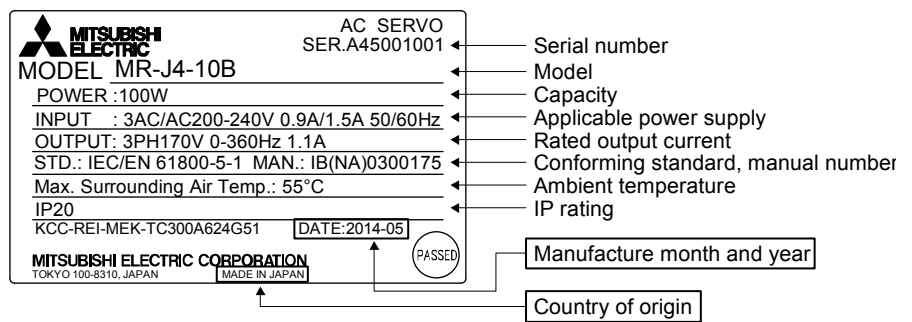 MITSUBISHI ELECTRIC
AC SERVO
SER.A45001001
Serial number
MODEL MR-J4-10B
Model
POWER :100W
Capacity
INPUT : 3AC/AC200-240V 0.9A/1.5A 50/60Hz
Applicable power supply
OUTPUT: 3PH170V 0-360Hz 1.1A
Rated output current
STD.: IEC/EN 61800-5-1 MAN.: IB(NA)0300175
Conforming standard, manual number
Max. Surrounding Air Temp.: 55°C
Ambient temperature
IP20
IP rating
KCC-REI-MEK-TC300A624G51 DATE:2014-05
Manufacture month and year
PASSED
MITSUBISHI ELECTRIC CORPORATION
TOKYO 100-8310, JAPAN MADE IN JAPAN
Country of origin